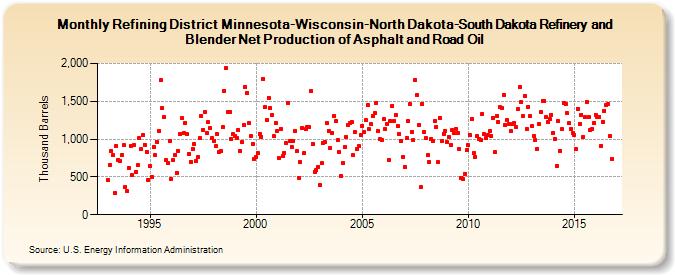 Monthly Refining District Minnesota-Wisconsin-North Dakota-South Dakota Refinery and
Blender Net Production of Asphalt and Road Oil
Thousand Barrels
2,000
1,500
1,000
500
0
1995
2000
2005
2010
2015
Source: U.S. Energy Information Administration